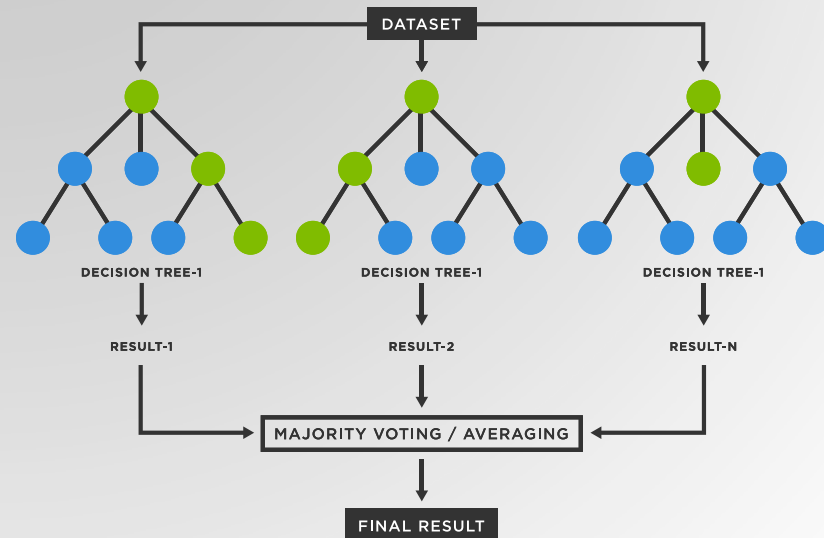 DATASET
DECISION TREE-1
DECISION TREE-1
DECISION TREE-1
RESULT-1
RESULT-2
RESULT-N
MAJORITY VOTING / AVERAGING
FINAL RESULT